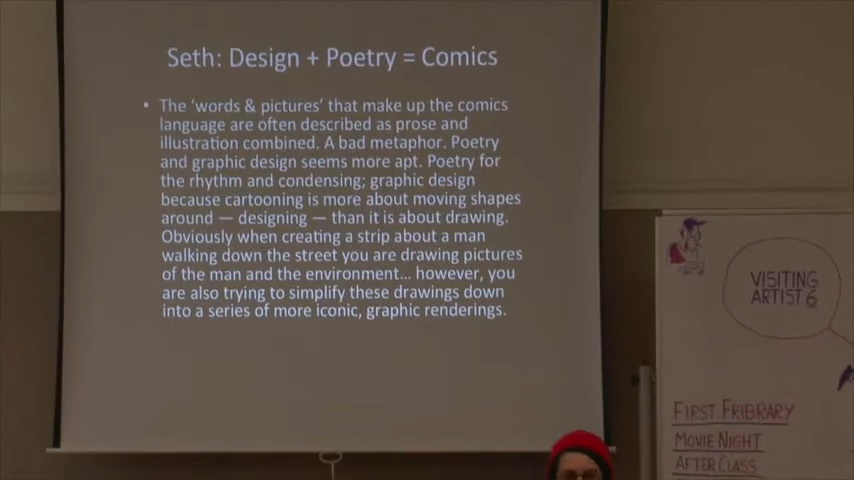 Seth: Design + Poetry = Comics
• The 'words & pictures' that make up the comics
language are often described as prose and
illustration combined. A bad metaphor. Poetry
and graphic design seems more apt. Poetry for
the rhythm and condensing; graphic design
because cartooning is more about moving shapes
around — designing — than it is about drawing.
Obviously when creating a strip about a man
walking down the street you are drawing pictures
of the man and the environment... however, you
are also trying to simplify these drawings down
into a series of more iconic, graphic renderings.
VISITING
ARTIST 6
FIRST FRIBRARY
MOVIE NIGHT
AFTER CLASS